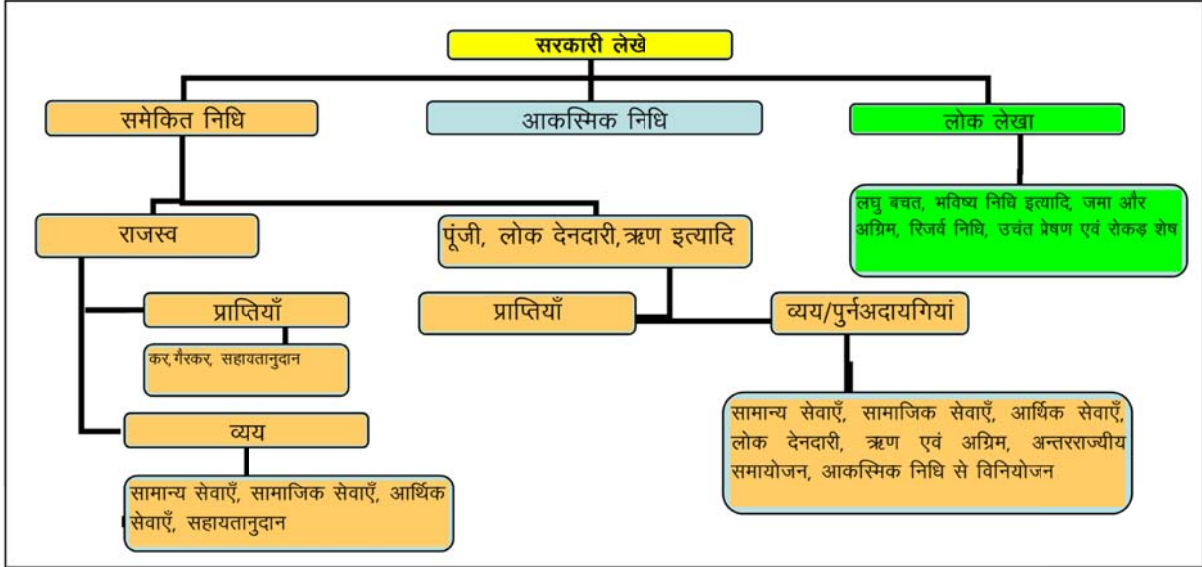 सरकारी लेखे
समेकित निधि
आकस्मिक निधि
लोक लेखा
लघु बचत, भविष्य निधि इत्यादि, जमा और
अग्रिम, रिजर्व निधि, उचंत प्रेषण एवं रोकड़ शेष
राजस्व
पूंजी, लोक देनदारी,ऋण इत्यादि
प्राप्तियाँ
कर,गैरकर, सहायतानुदान
प्राप्तियाँ
व्यय/पुर्नअदायगियां
व्यय
सामान्य सेवाएँ, सामाजिक सेवाएँ, आर्थिक
सेवाएँ, सहायतानुदान
सामान्य सेवाएँ, सामाजिक सेवाएँ, आर्थिक सेवाएँ,
लोक देनदारी, ऋण एवं अग्रिम, अन्तरराज्यीय
समायोजन, आकस्मिक निधि से विनियोजन